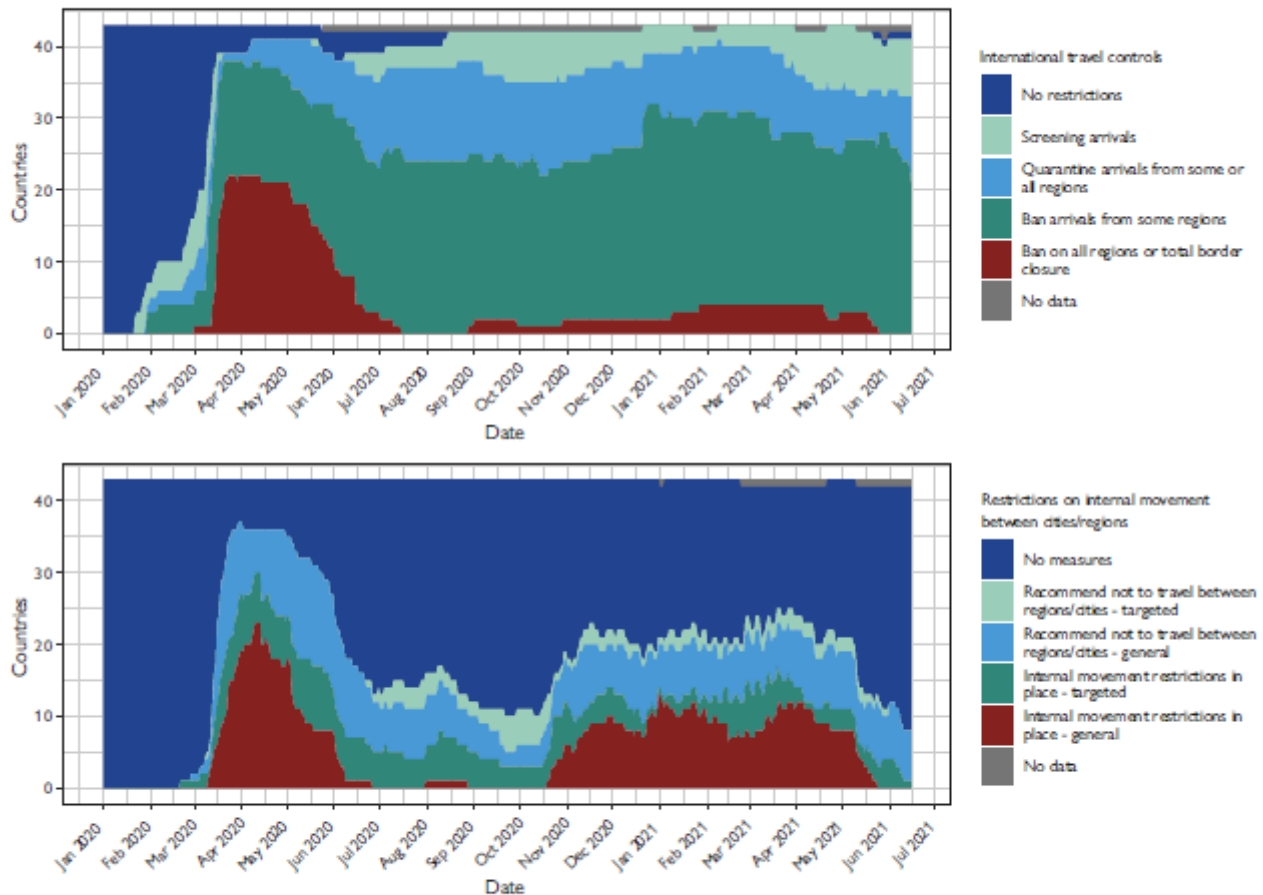 International travel controls
No restrictions
Screening arrivals
Quarantine arrivals from some or
all regions
Ban arrivals from some regions
Ban on all regions or total border
closure
No data
Countries
40
30
20
10
0
Jan 2020
Feb 2020
Mar 2020
Apr 2020
May 2020
Jun 2020
Jul 2020
Aug 2020
Sep 2020
Oct 2020
Nov 2020
Dec 2020
Jan 2021
Feb 2021
Mar 2021
Apr 2021
May 2021
Jun 2021
Jul 2021
Date
Restrictions on internal movement
between cities/regions
No measures
Recommend not to travel between
regions/cities - targeted
Recommend not to travel between
regions/cities - general
Internal movement restrictions in
place - targeted
Internal movement restrictions in
place - general
No data
Countries
40
30
20
10
0
Jan 2020
Feb 2020
Mar 2020
Apr 2020
May 2020
Jun 2020
Jul 2020
Aug 2020
Sep 2020
Oct 2020
Nov 2020
Dec 2020
Jan 2021
Feb 2021
Mar 2021
Apr 2021
May 2021
Jun 2021
Jul 2021
Date